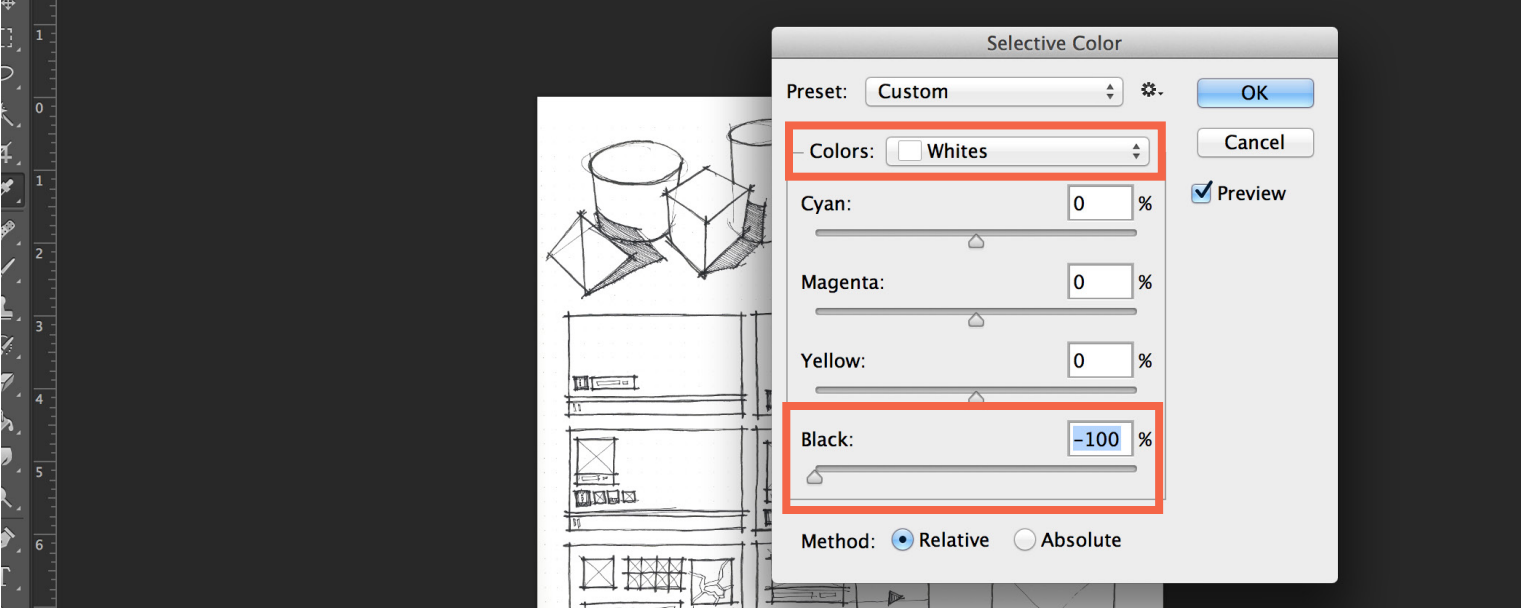 Selective Color
Preset: Custom
OK
Colors: Whites
Cancel
Cyan: 0 %
Preview
Magenta: 0 %
Yellow: 0 %
Black: -100 %
Method: Relative Absolute
1
0
1
2
3
4
5
6